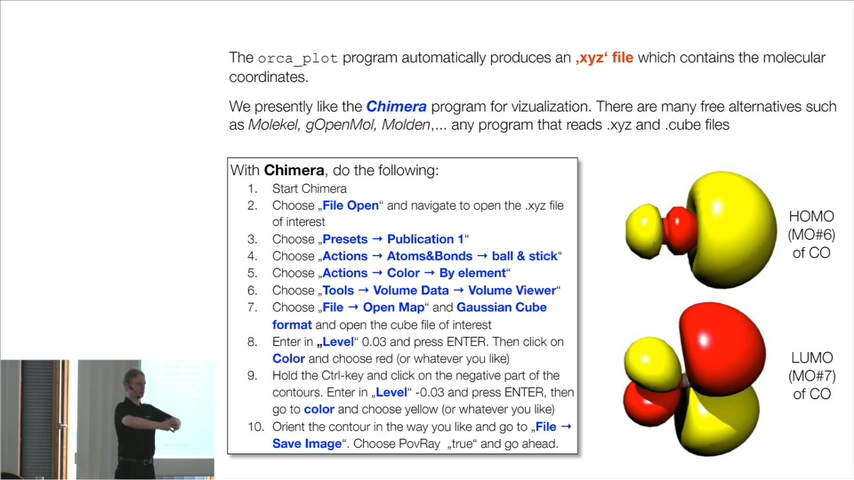 The orca_plot program automatically produces an ‚xyz‘ file which contains the molecular
coordinates.
We presently like the Chimera program for vizualization. There are many free alternatives such
as Molekel, gOpenMol, Molden,... any program that reads .xyz and .cube files
With Chimera, do the following:
1. Start Chimera
2. Choose „File Open“ and navigate to open the .xyz file
of interest
3. Choose „Presets → Publication 1“
4. Choose „Actions → Atoms&Bonds → ball & stick“
5. Choose „Actions → Color → By element“
6. Choose „Tools → Volume Data → Volume Viewer“
7. Choose „File → Open Map“ and Gaussian Cube
format and open the cube file of interest
8. Enter in „Level“ 0.03 and press ENTER. Then click on
Color and choose red (or whatever you like)
9. Hold the Ctrl-key and click on the negative part of the
contours. Enter in „Level“ -0.03 and press ENTER, then
go to color and choose yellow (or whatever you like)
10. Orient the contour in the way you like and go to „File →
Save Image“. Choose PovRay „true“ and go ahead.
HOMO
(MO#6)
of CO
LUMO
(MO#7)
of CO